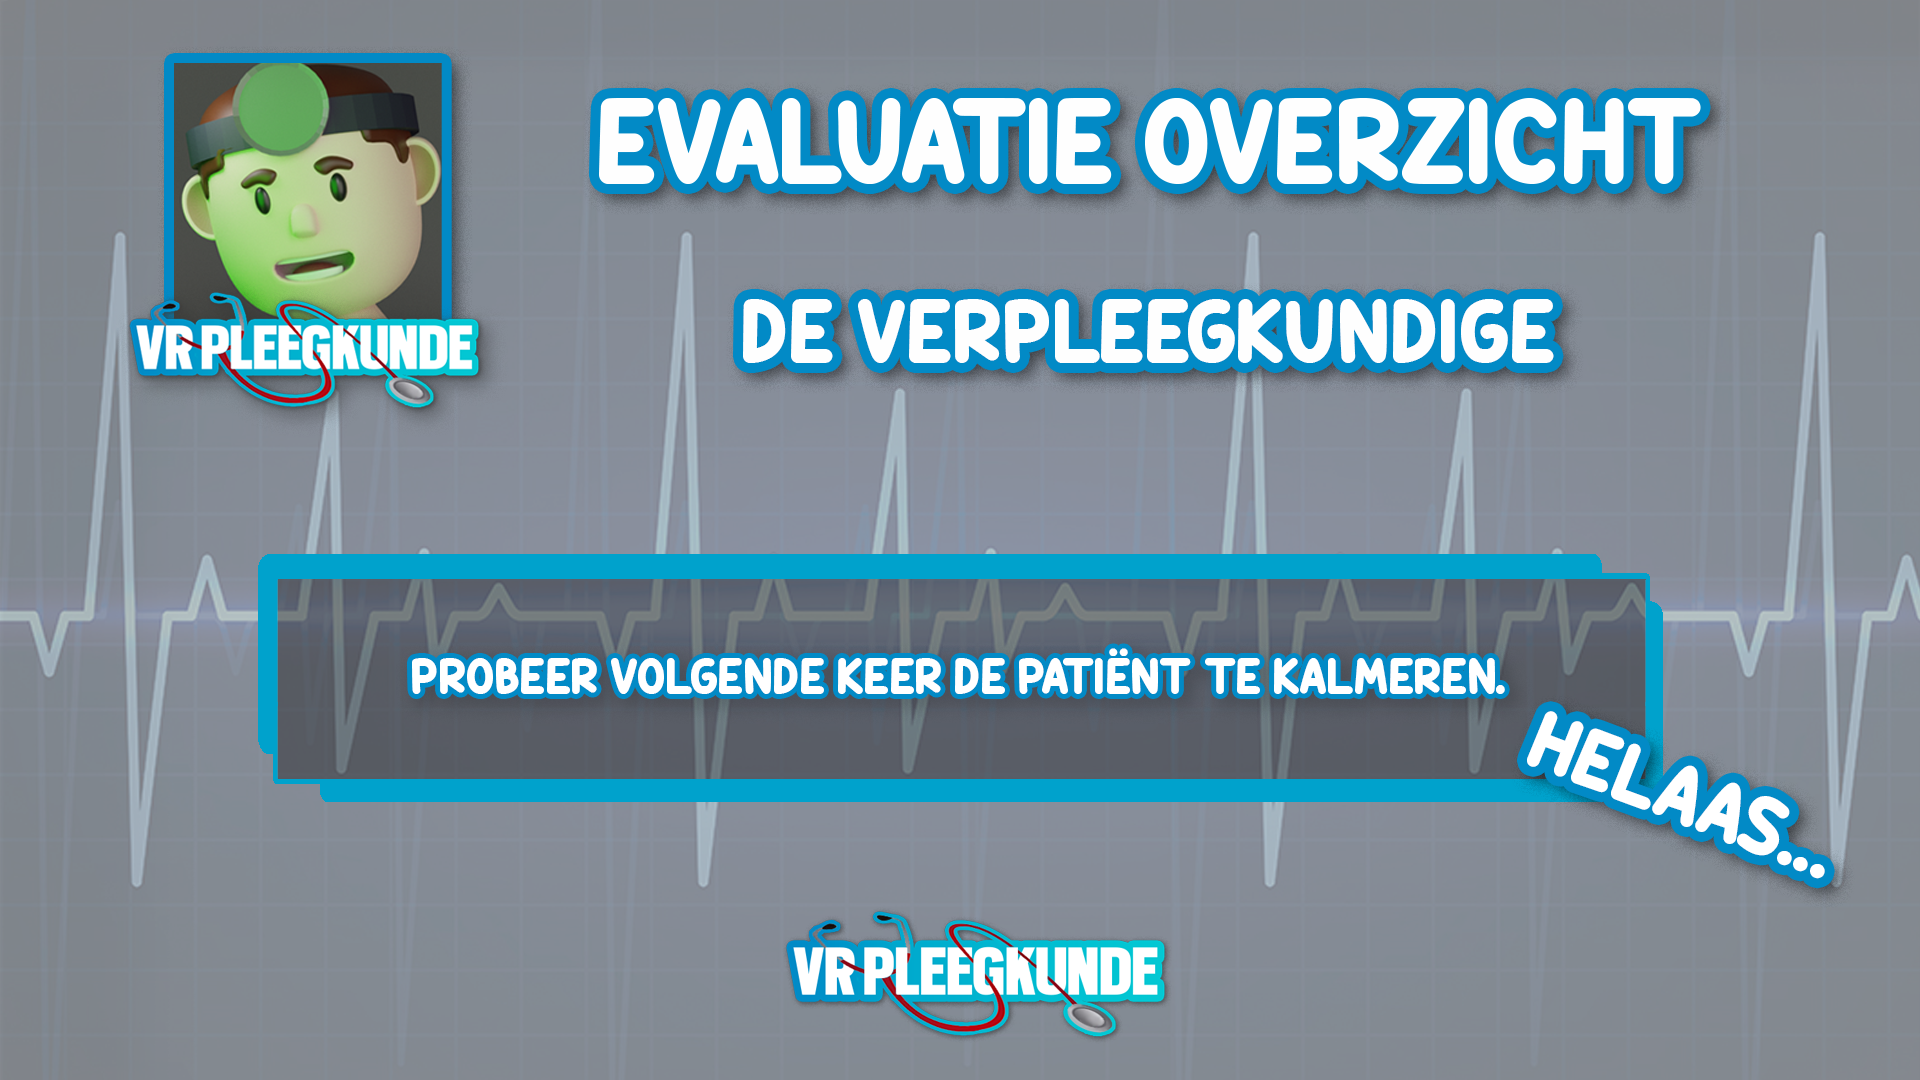 EVALUATIE OVERZICHT
VR PLEEGKUNDE
DE VERPLEEGKUNDIGE
PROBEER VOLGENDE KEER DE PATIËNT TE KALMEREN.
HELAAS...
VR PLEEGKUNDE